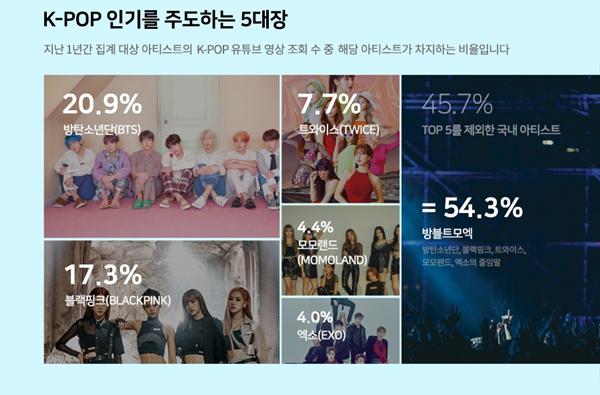 K-POP 인기를 주도하는 5대장
지난 1년간 집계 대상 아티스트의 K-POP 유튜브 영상 조회 수 중 해당 아티스트가 차지하는 비율입니다
20.9%
방탄소년단(BTS)
7.7%
트와이스(TWICE)
45.7%
TOP 5를 제외한 국내 아티스트
4.4%
모모랜드
(MOMOLAND)
= 54.3%
방블트모엑
방탄소년단, 블랙핑크, 트와이스,
모모랜드, 엑소의 줄임말
17.3%
블랙핑크(BLACKPINK)
4.0%
엑소(EXO)